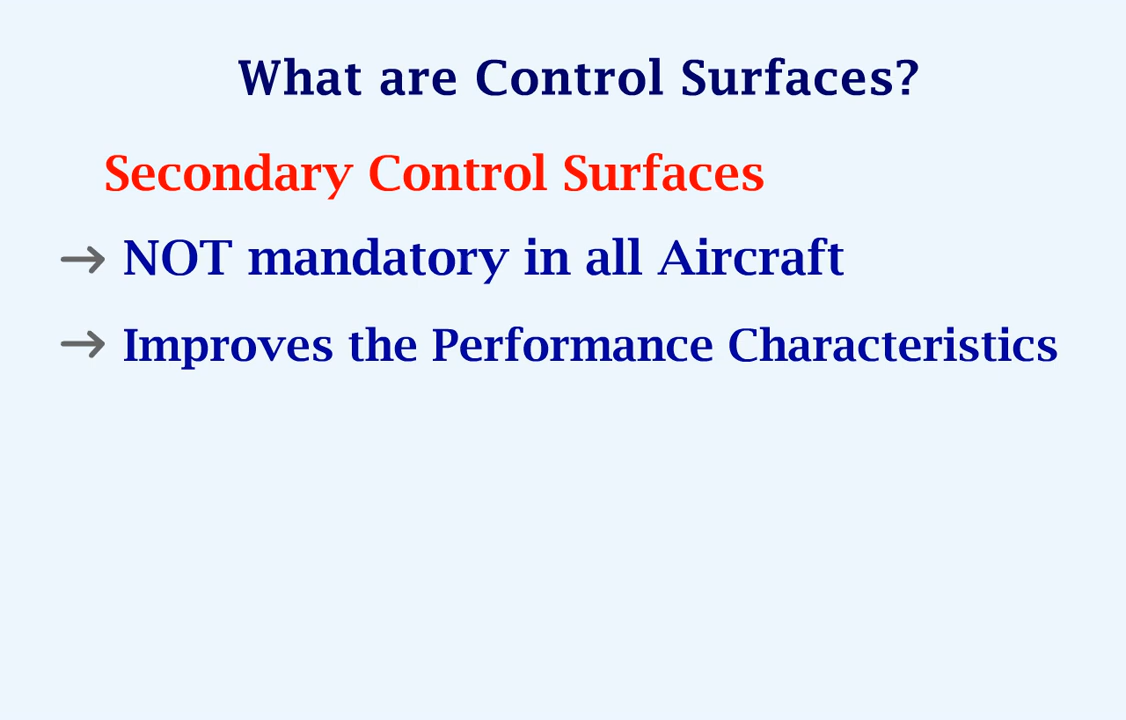 What are Control Surfaces?
Secondary Control Surfaces
→ NOT mandatory in all Aircraft
→ Improves the Performance Characteristics